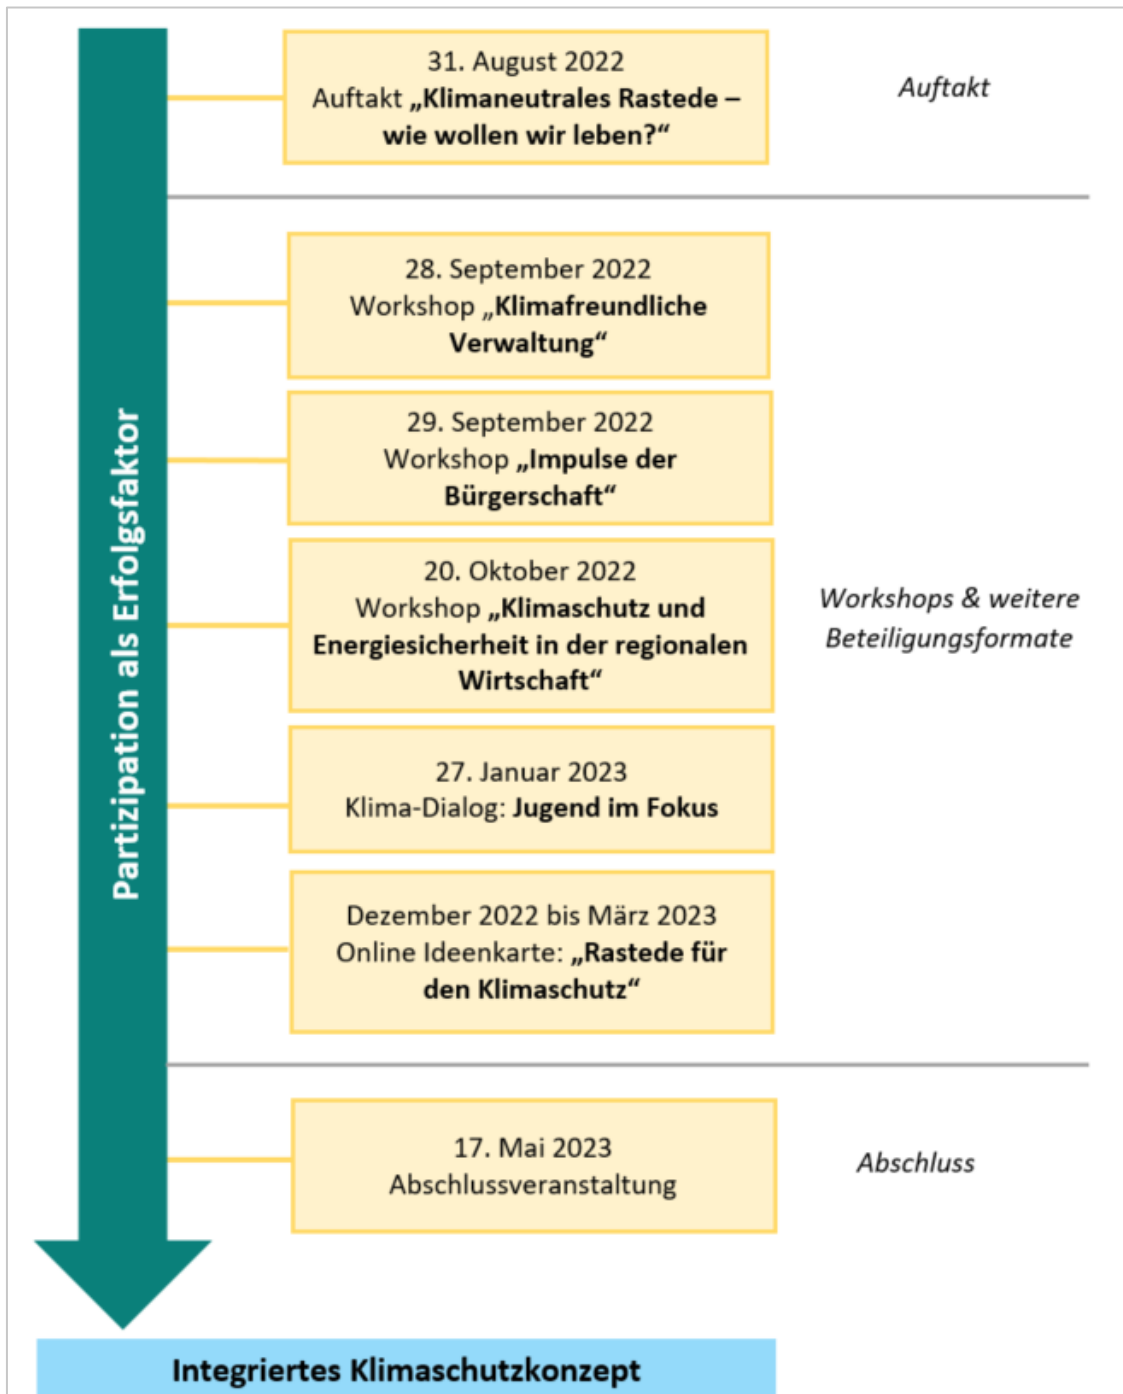 31. August 2022
Auftakt „Klimaneutrales Rastede –
wie wollen wir leben?“
Auftakt
28. September 2022
Workshop „Klimafreundliche
Verwaltung“
29. September 2022
Workshop „Impulse der
Bürgerschaft“
20. Oktober 2022
Workshop „Klimaschutz und
Energiesicherheit in der regionalen
Wirtschaft“
27. Januar 2023
Klima-Dialog: Jugend im Fokus
Dezember 2022 bis März 2023
Online Ideenkarte: „Rastede für
den Klimaschutz“
Workshops & weitere
Beteiligungsformate
17. Mai 2023
Abschlussveranstaltung
Abschluss
Partizipation als Erfolgsfaktor
Integriertes Klimaschutzkonzept